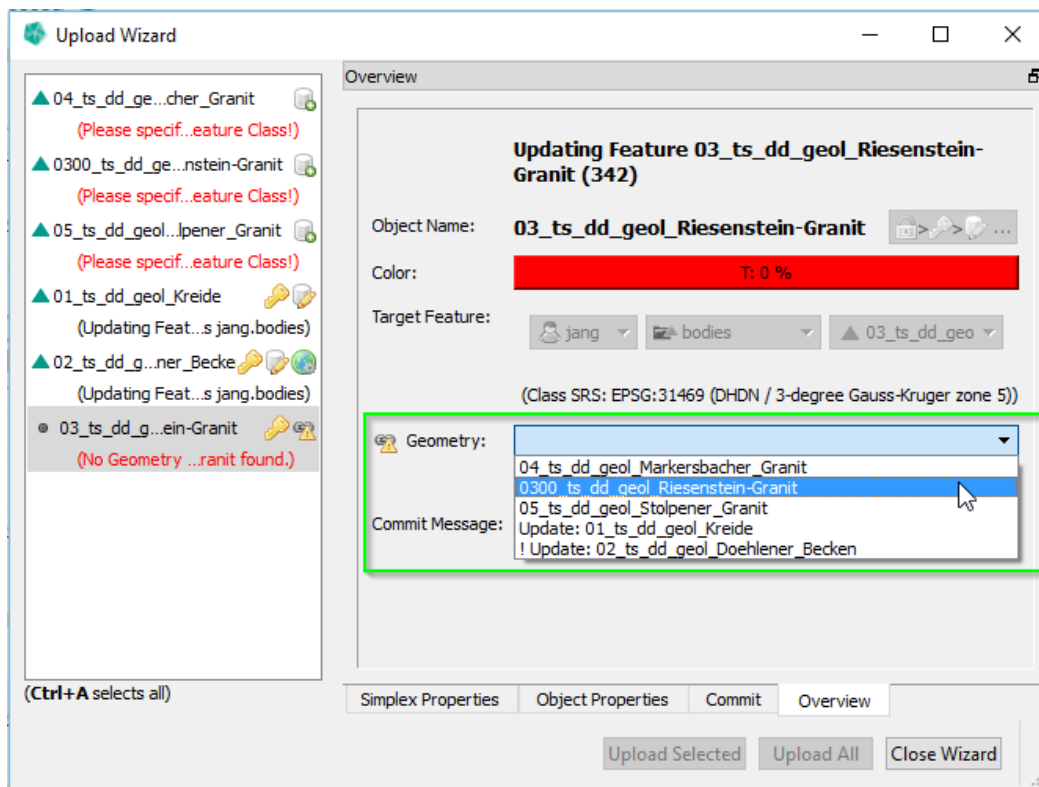 Upload Wizard
04_ts_dd_ge...cher_Granit
(Please specif...eature Class!)
0300_ts_dd_ge...nstein-Granit
(Please specif...eature Class!)
05_ts_dd_geol...lpener_Granit
(Please specif...eature Class!)
01_ts_dd_geol_Kreide
(Updating Feat...s jang.bodies)
02_ts_dd_g...ner_Becke
(Updating Feat...s jang.bodies)
03_ts_dd_g...ein-Granit
(No Geometry ...ranit found.)
(Ctrl+A selects all)
Overview
Updating Feature 03_ts_dd_geol_Riesenstein-
Granit (342)
Object Name: 03_ts_dd_geol_Riesenstein-Granit > > ...
Color: T: 0 %
Target Feature: jang bodies 03_ts_dd_geo
(Class SRS: EPSG:31469 (DHDN / 3-degree Gauss-Kruger zone 5))
Geometry:
04_ts_dd_geol_Markersbacher_Granit
0300_ts_dd_geol_Riesenstein-Granit
05_ts_dd_geol_Stolpener_Granit
Commit Message: Update: 01_ts_dd_geol_Kreide
! Update: 02_ts_dd_geol_Doehlener_Becken
Simplex Properties Object Properties Commit Overview
Upload Selected Upload All Close Wizard